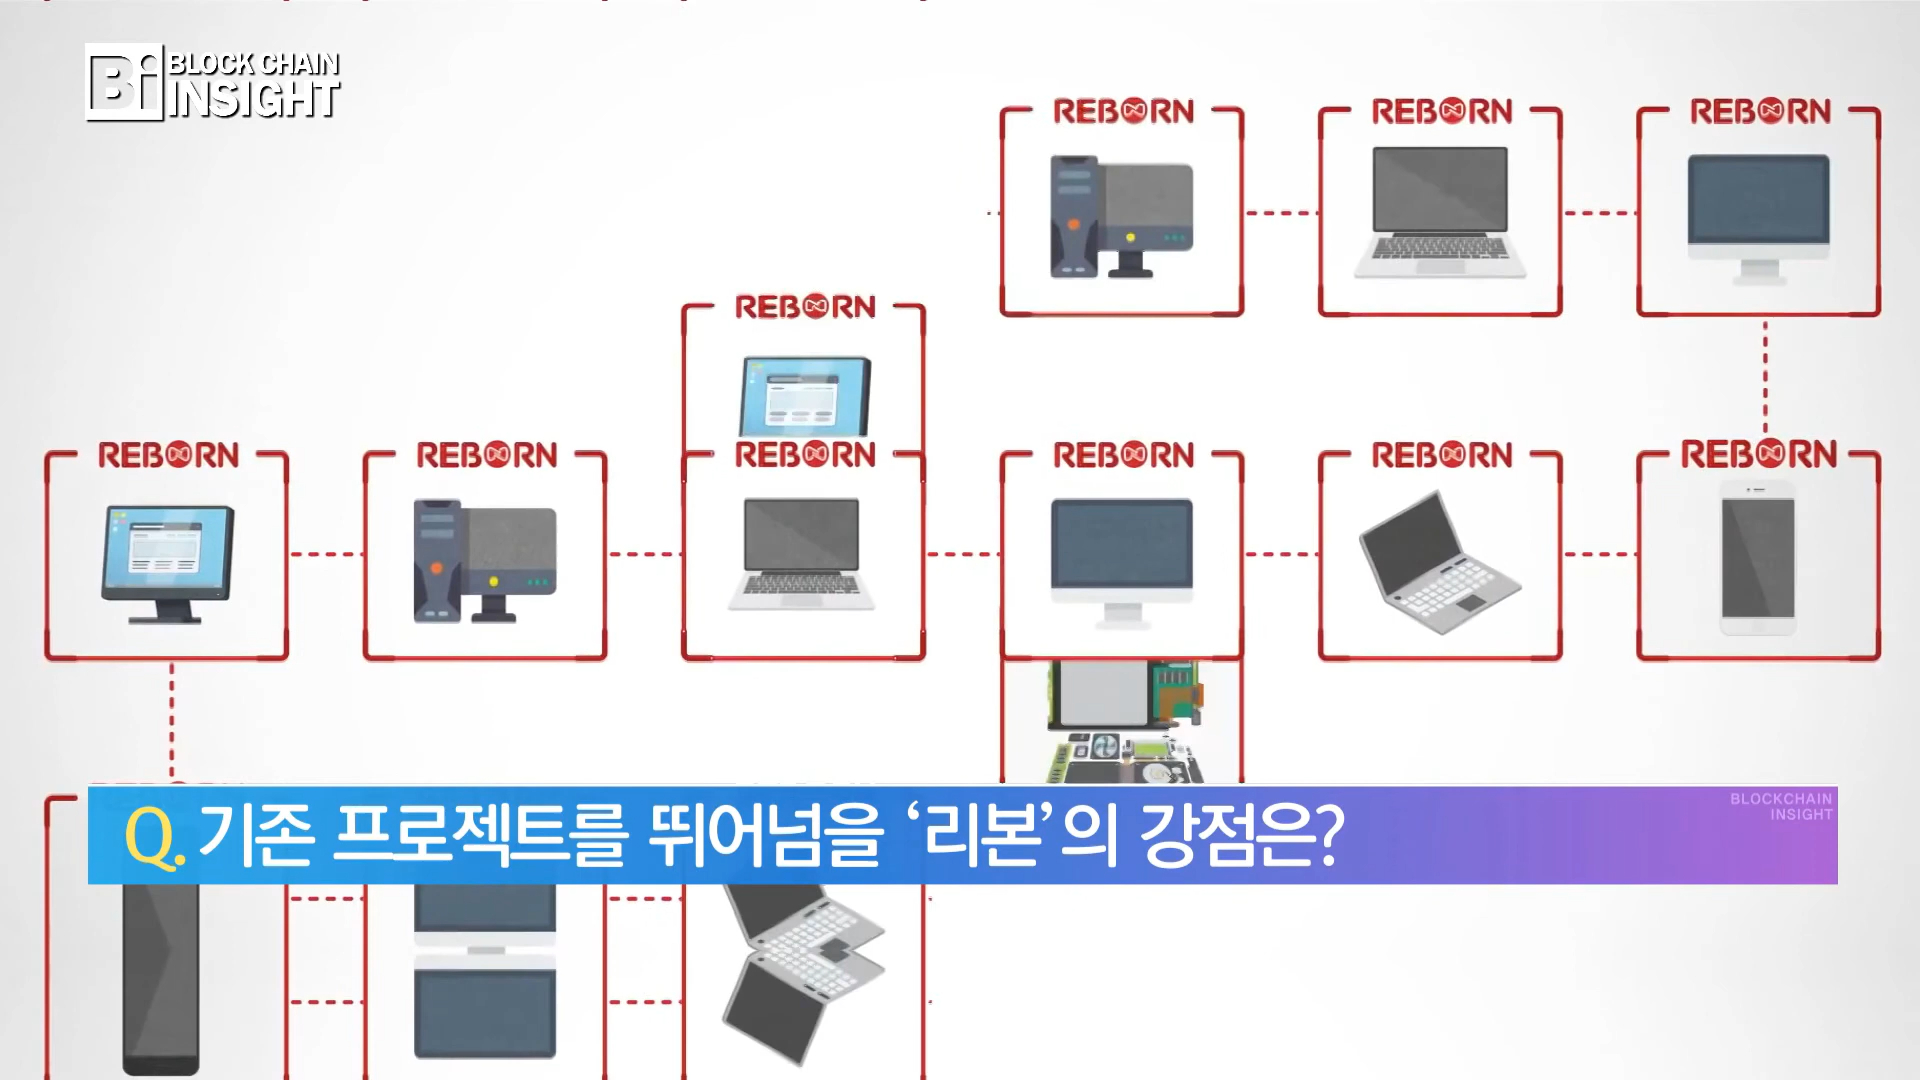 Bi BLOCK CHAIN
INSIGHT
REBORN REBORN REBORN
REBORN
REBORN REBORN REBORN REBORN REBORN REBORN
Q. 기존 프로젝트를 뛰어넘을 ‘리본’의 강점은?
BLOCKCHAIN
INSIGHT